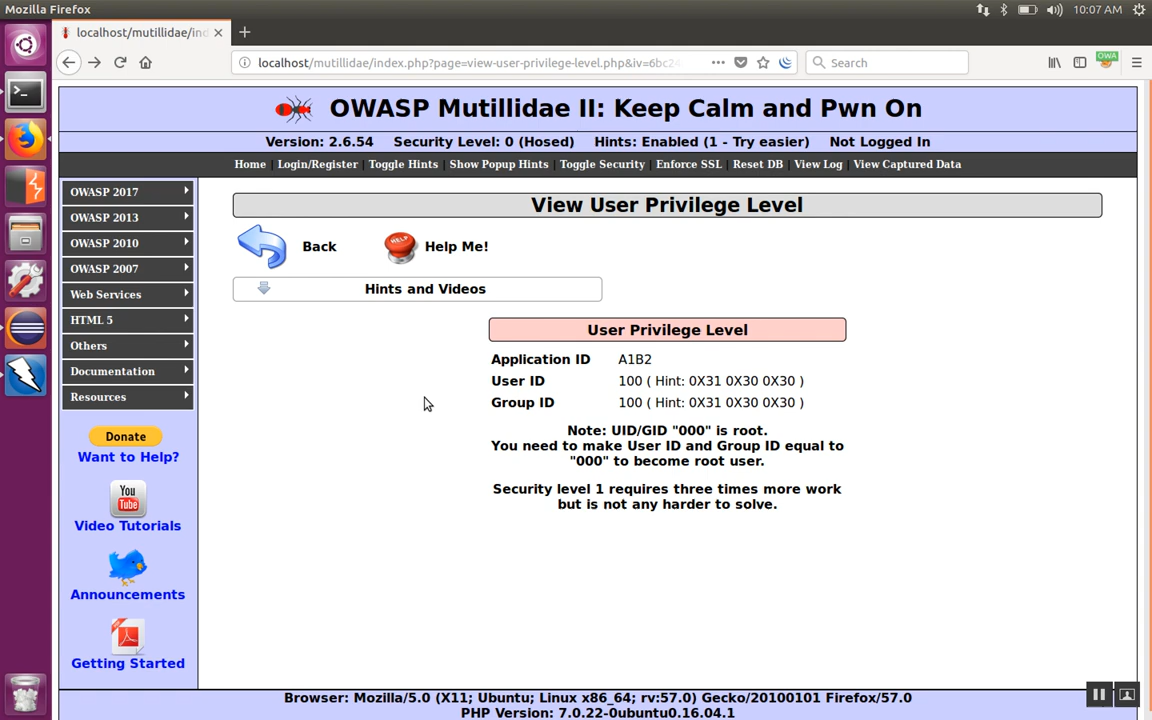 Mozilla Firefox
10:07 AM
localhost/mutillidae/ind
localhost/mutillidae/index.php?page=view-user-privilege-level.php&iv=6bc24
Search
OWA
OWASP Mutillidae II: Keep Calm and Pwn On
Version: 2.6.54 Security Level: 0 (Hosed) Hints: Enabled (1 - Try easier) Not Logged In
Home | Login/Register | Toggle Hints | Show Popup Hints | Toggle Security | Enforce SSL | Reset DB | View Log | View Captured Data
OWASP 2017
OWASP 2013
OWASP 2010
OWASP 2007
Web Services
HTML 5
Others
Documentation
Resources
Donate
Want to Help?
You
Tube
Video Tutorials
Announcements
Getting Started
View User Privilege Level
Back
HELP
Help Me!
Hints and Videos
User Privilege Level
Application ID A1B2
User ID 100 ( Hint: 0X31 0X30 0X30 )
Group ID 100 ( Hint: 0X31 0X30 0X30 )
Note: UID/GID "000" is root.
You need to make User ID and Group ID equal to
"000" to become root user.
Security level 1 requires three times more work
but is not any harder to solve.
Browser: Mozilla/5.0 (X11; Ubuntu; Linux x86_64; rv:57.0) Gecko/20100101 Firefox/57.0
PHP Version: 7.0.22-0ubuntu0.16.04.1